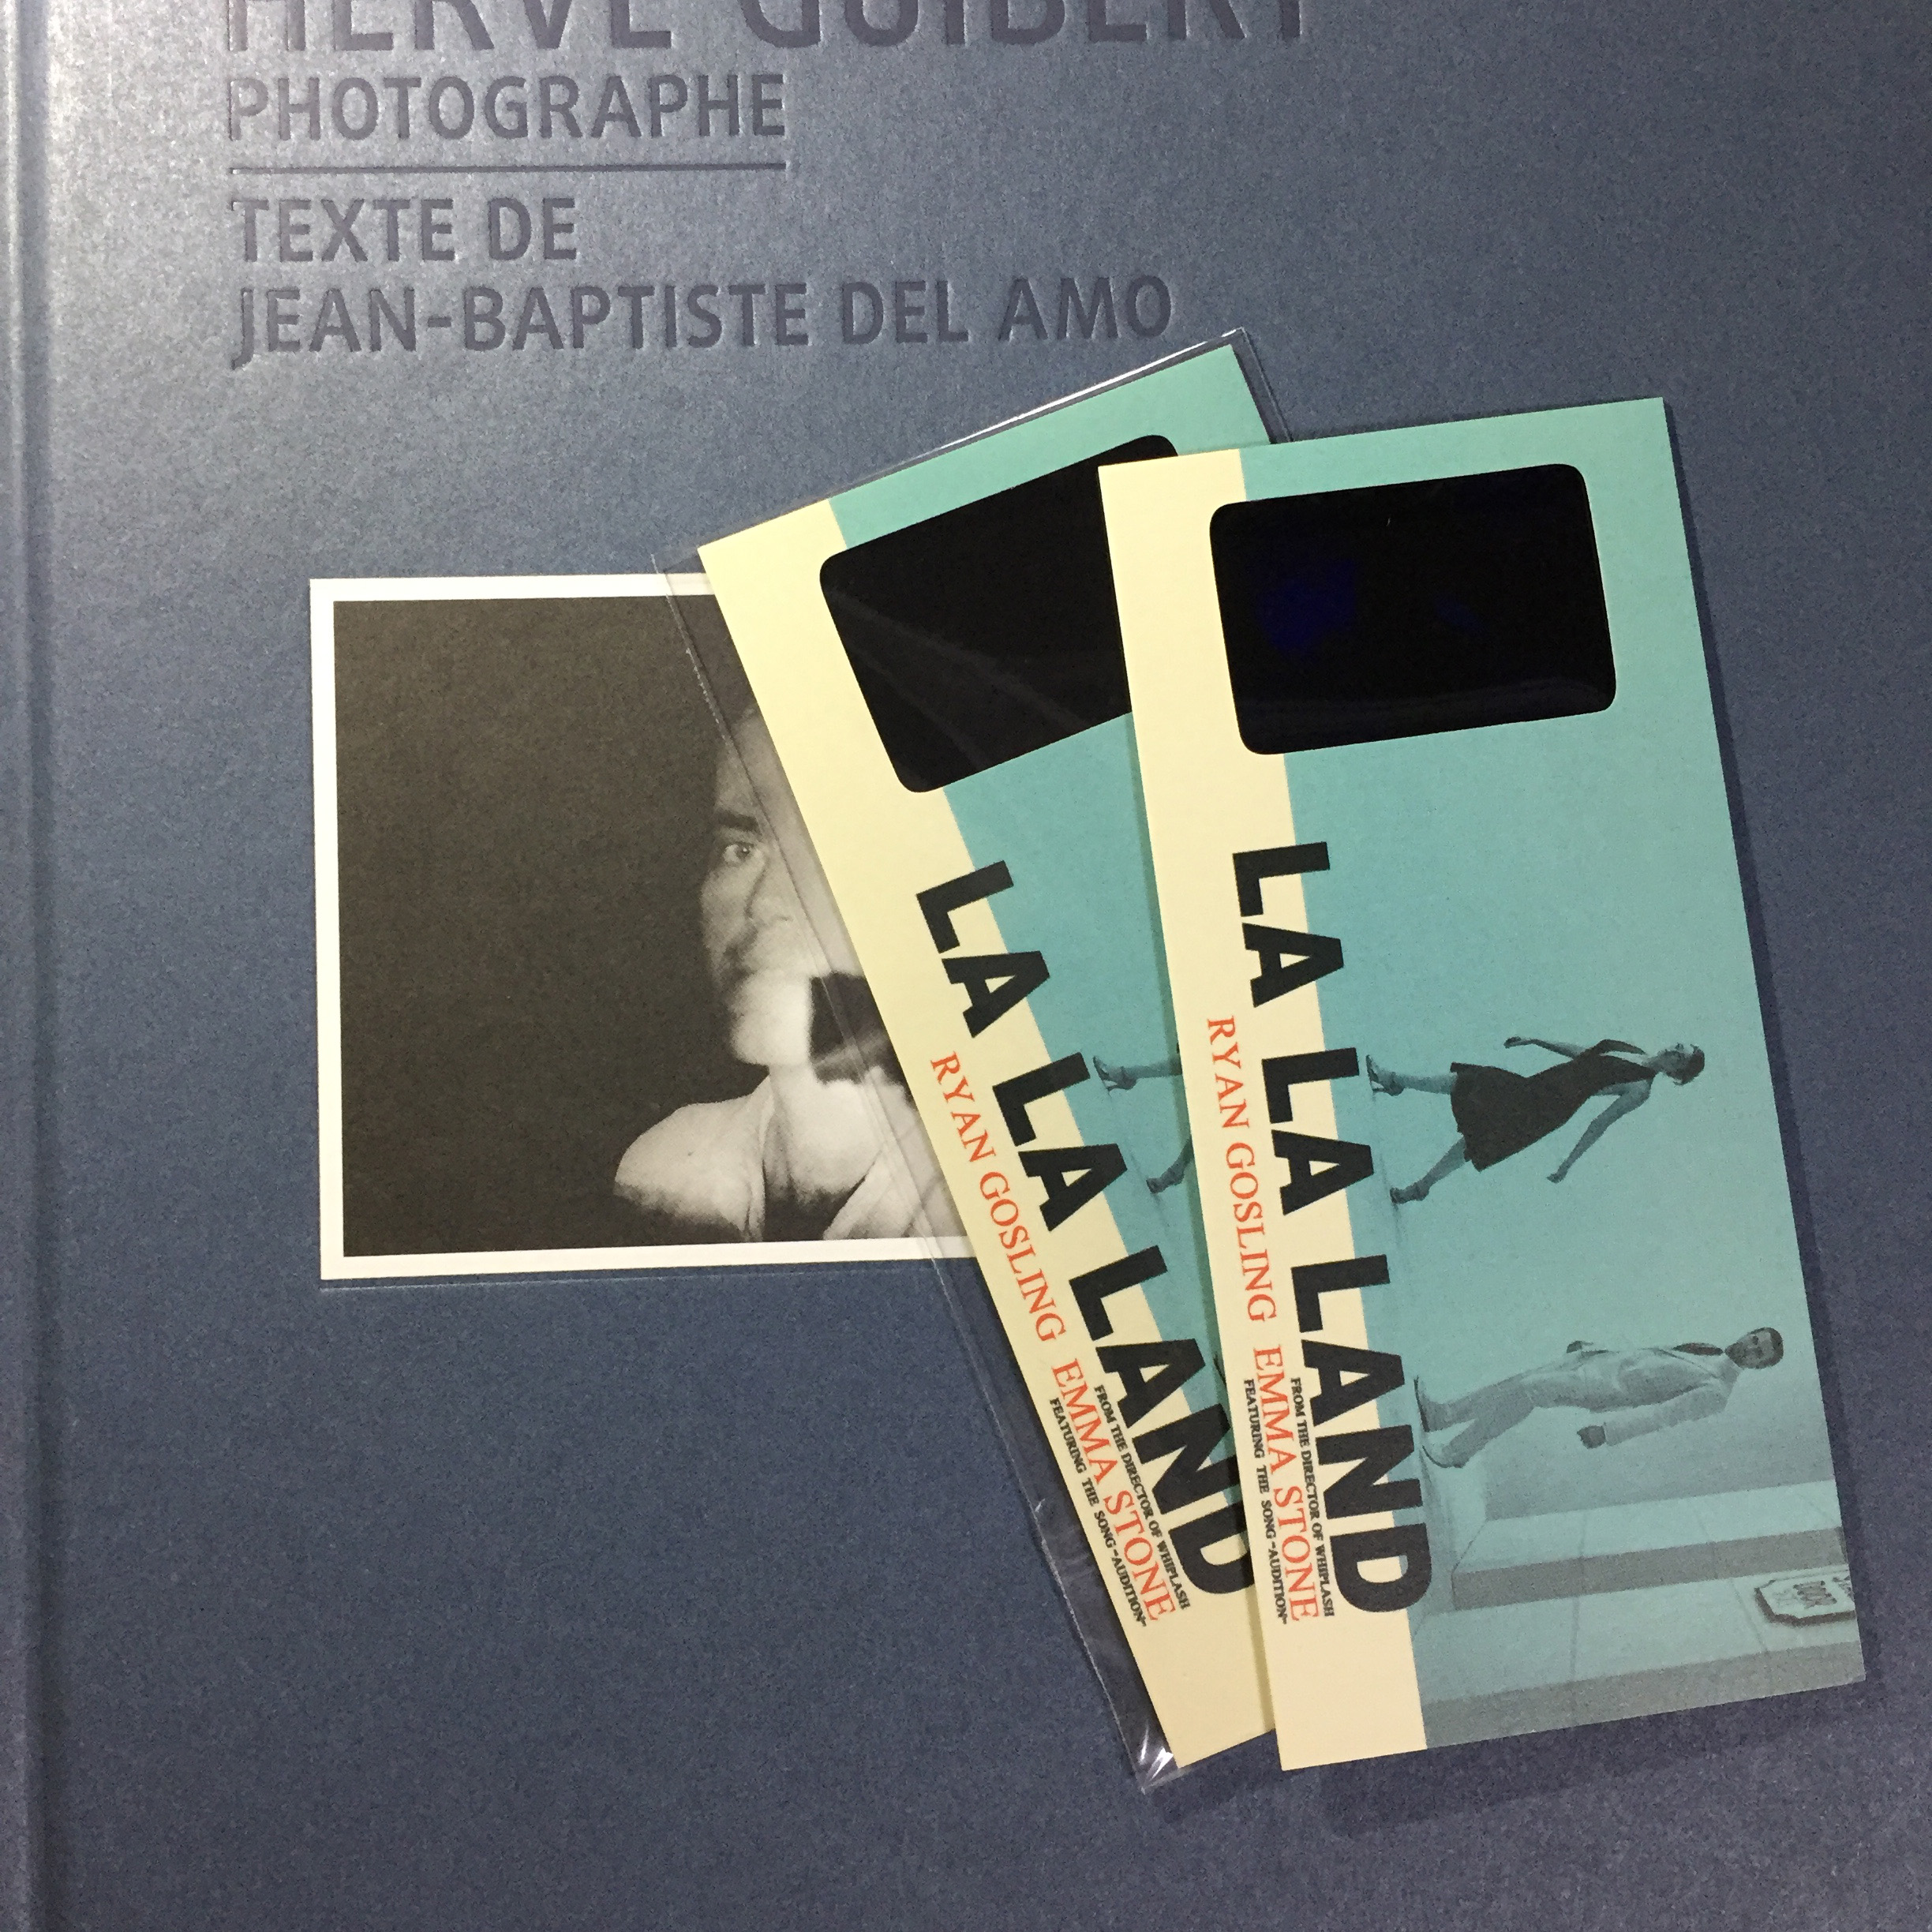 HERVÉ GUIBERT
PHOTOGRAPHE
TEXTE DE
JEAN-BAPTISTE DEL AMO
LA LA LAND
RYAN GOSLING EMMA STONE
FROM THE DIRECTOR OF WHIPLASH
FEATURING THE SONG "AUDITION"
LA LA LAND
RYAN GOSLING EMMA STONE
FROM THE DIRECTOR OF WHIPLASH
FEATURING THE SONG "AUDITION"